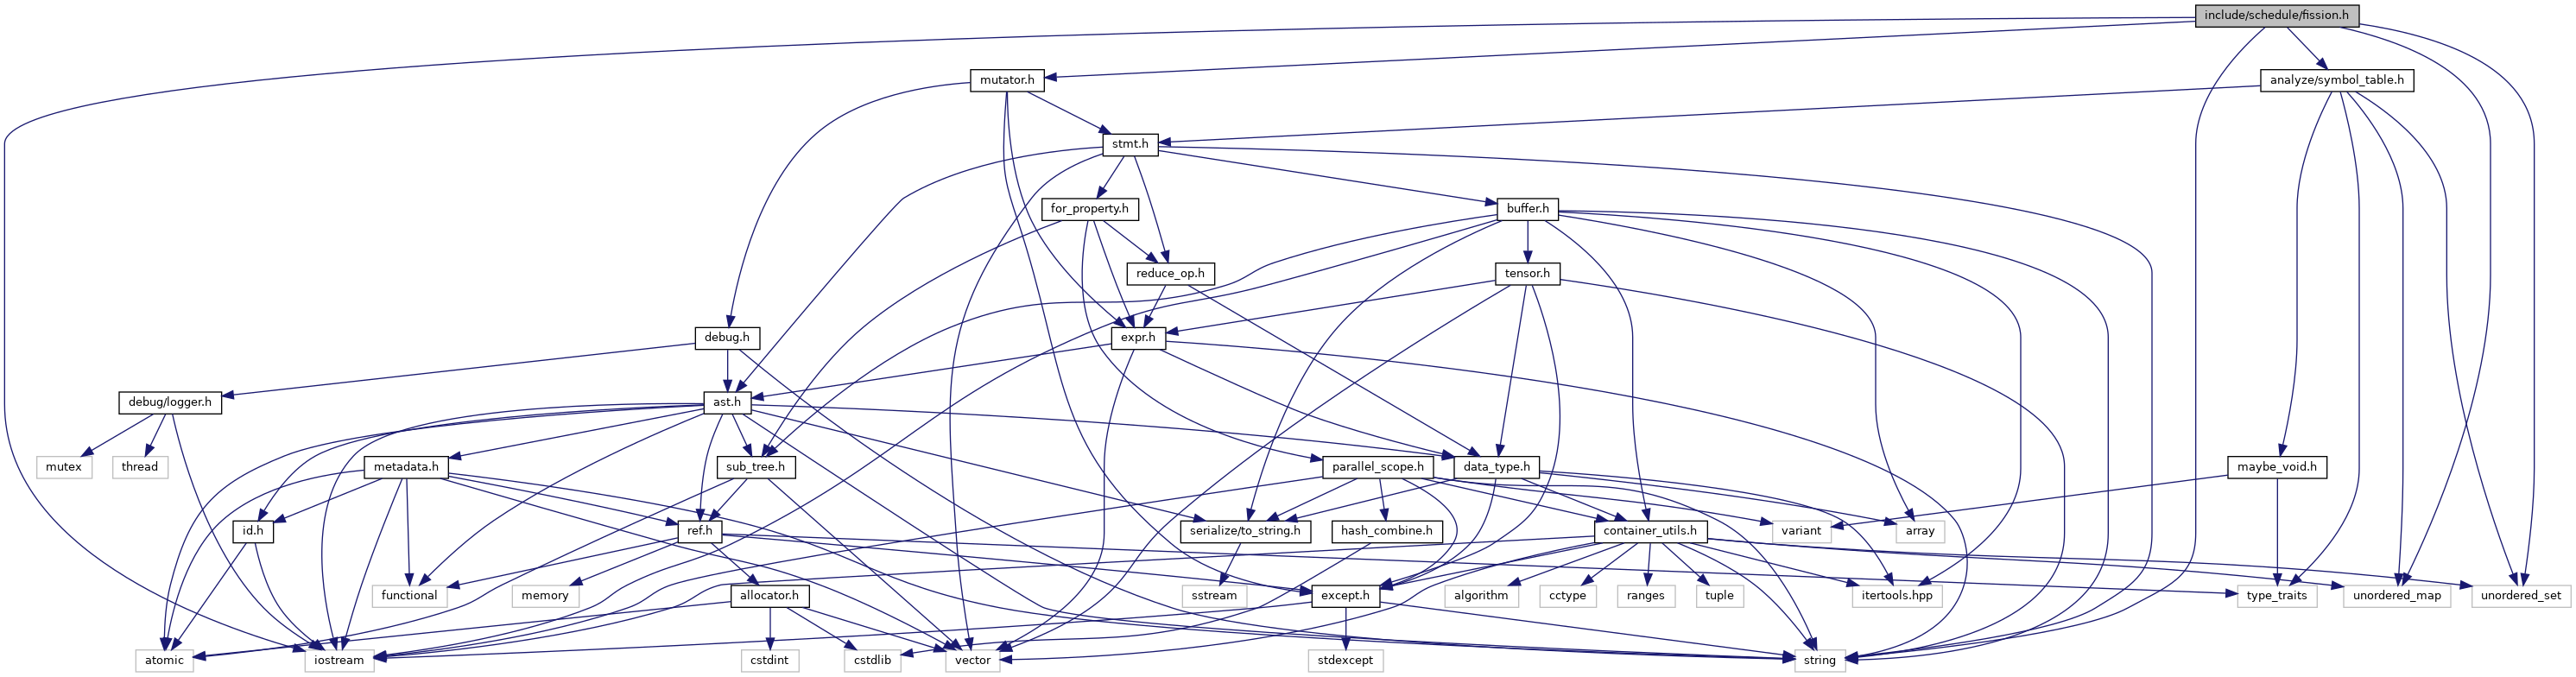 include/schedule/fission.h
mutator.h
analyze/symbol_table.h
stmt.h
for_property.h
buffer.h
reduce_op.h
tensor.h
debug.h
expr.h
debug/logger.h
ast.h
mutex
thread
metadata.h
sub_tree.h
parallel_scope.h
data_type.h
maybe_void.h
id.h
ref.h
serialize/to_string.h
hash_combine.h
container_utils.h
variant
array
functional
memory
allocator.h
sstream
except.h
algorithm
cctype
ranges
tuple
itertools.hpp
type_traits
unordered_map
unordered_set
atomic
iostream
cstdint
cstdlib
vector
stdexcept
string